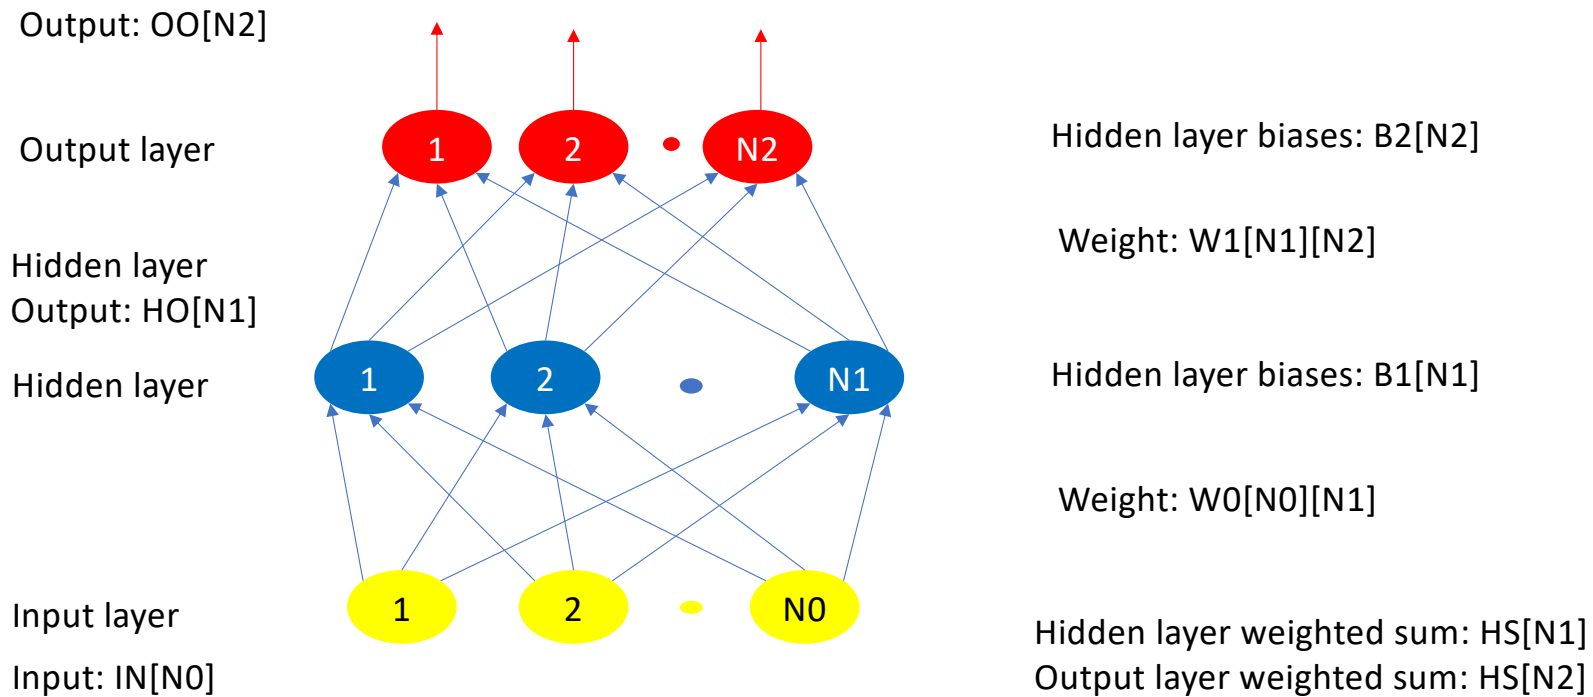 Output: OO[N2]
Output layer
1 2 N2
Hidden layer biases: B2[N2]
Weight: W1[N1][N2]
Hidden layer
Output: HO[N1]
Hidden layer
1 2 N1
Hidden layer biases: B1[N1]
Weight: W0[N0][N1]
Input layer
1 2 N0
Input: IN[N0]
Hidden layer weighted sum: HS[N1]
Output layer weighted sum: HS[N2]